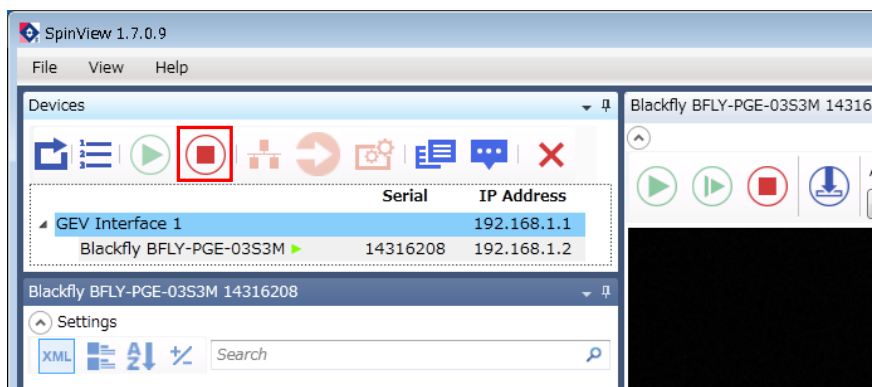 SpinView 1.7.0.9
File View Help
Devices
Blackfly BFLY-PGE-03S3M 14316
Serial IP Address
GEV Interface 1 192.168.1.1
Blackfly BFLY-PGE-03S3M 14316208 192.168.1.2
Blackfly BFLY-PGE-03S3M 14316208
Settings
XML
A
Z
Search